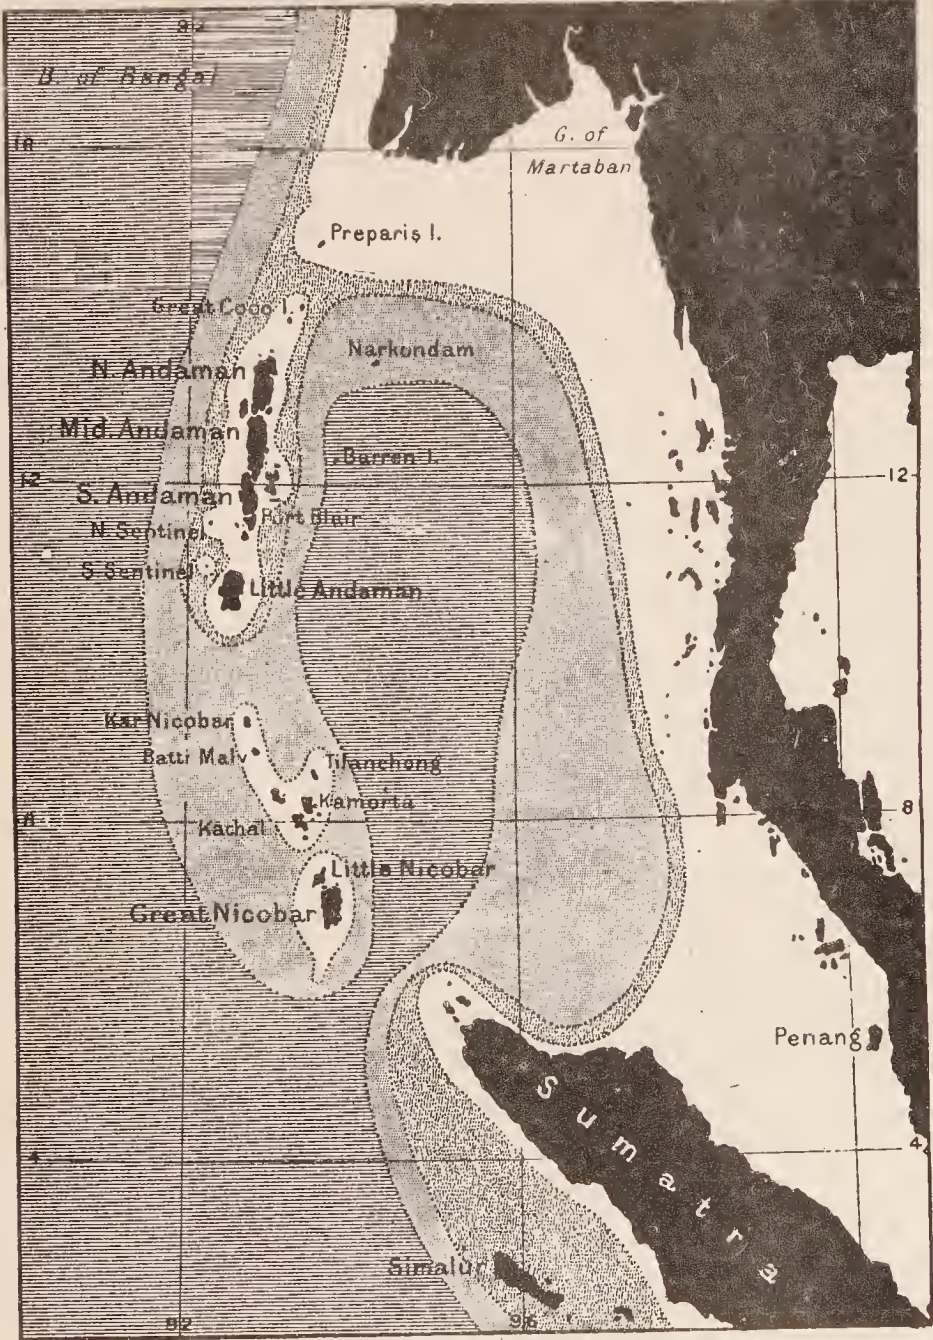 92
B. of Bengal
16
G. of
Martaban
Preparis I.
Great Coco I.
Narkondam
N. Andaman
Mid. Andaman
Barren I.
12
12
S. Andaman
Port Blair
N. Sentinel
S. Sentinel
Little Andaman
Kar Nicobar
Batti Malv
Tilanchong
Kamorta
8
8
Kachal
Little Nicobar
Great Nicobar
Penang
Sumatra
4
4
Simalur
92
96